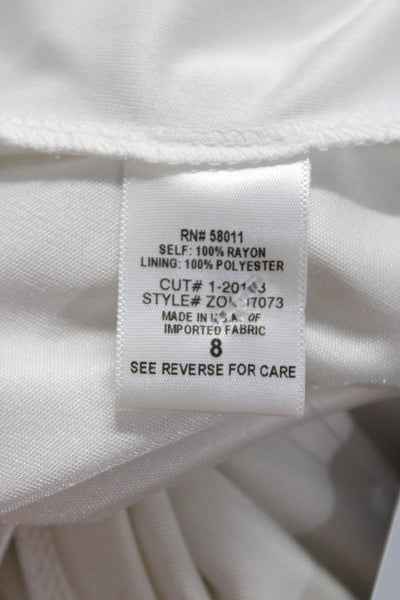 RN# 58011
SELF: 100% RAYON
LINING: 100% POLYESTER
CUT#
STYLE#
MADE IN U.S.A. OF
IMPORTED FABRIC
8
SEE REVERSE FOR CARE